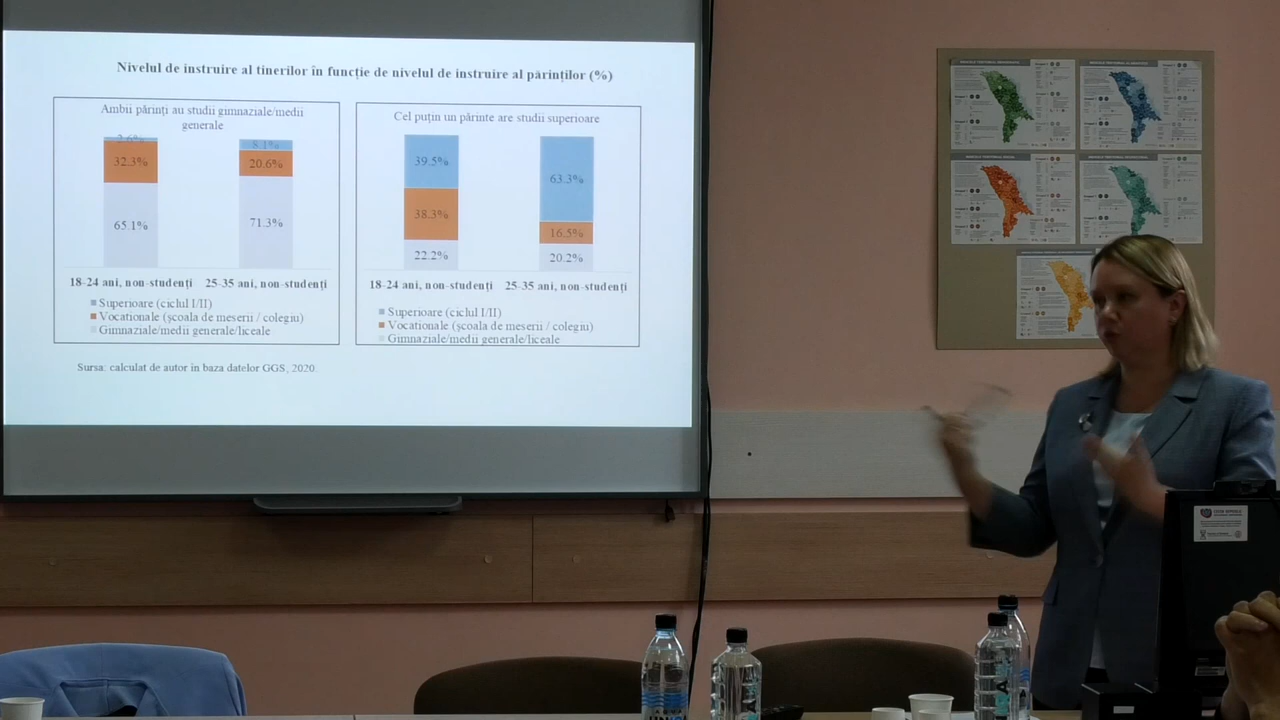 Nivelul de instruire al tinerilor în funcție de nivelul de instruire al părinților (%)
Ambii părinți au studii gimnaziale/medii
generale
2.6%
8.1%
32.3%
20.6%
65.1%
71.3%
18-24 ani, non-studenți
25-35 ani, non-studenți
Superioare (ciclul I/II)
Vocationale (școala de meserii / colegiu)
Gimnaziale/medii generale/liceale
Cel puțin un părinte are studii superioare
39.5%
63.3%
38.3%
16.5%
22.2%
20.2%
18-24 ani, non-studenți
25-35 ani, non-studenți
Superioare (ciclul I/II)
Vocationale (școala de meserii / colegiu)
Gimnaziale/medii generale/liceale
Sursa: calculat de autor in baza datelor GGS, 2020.